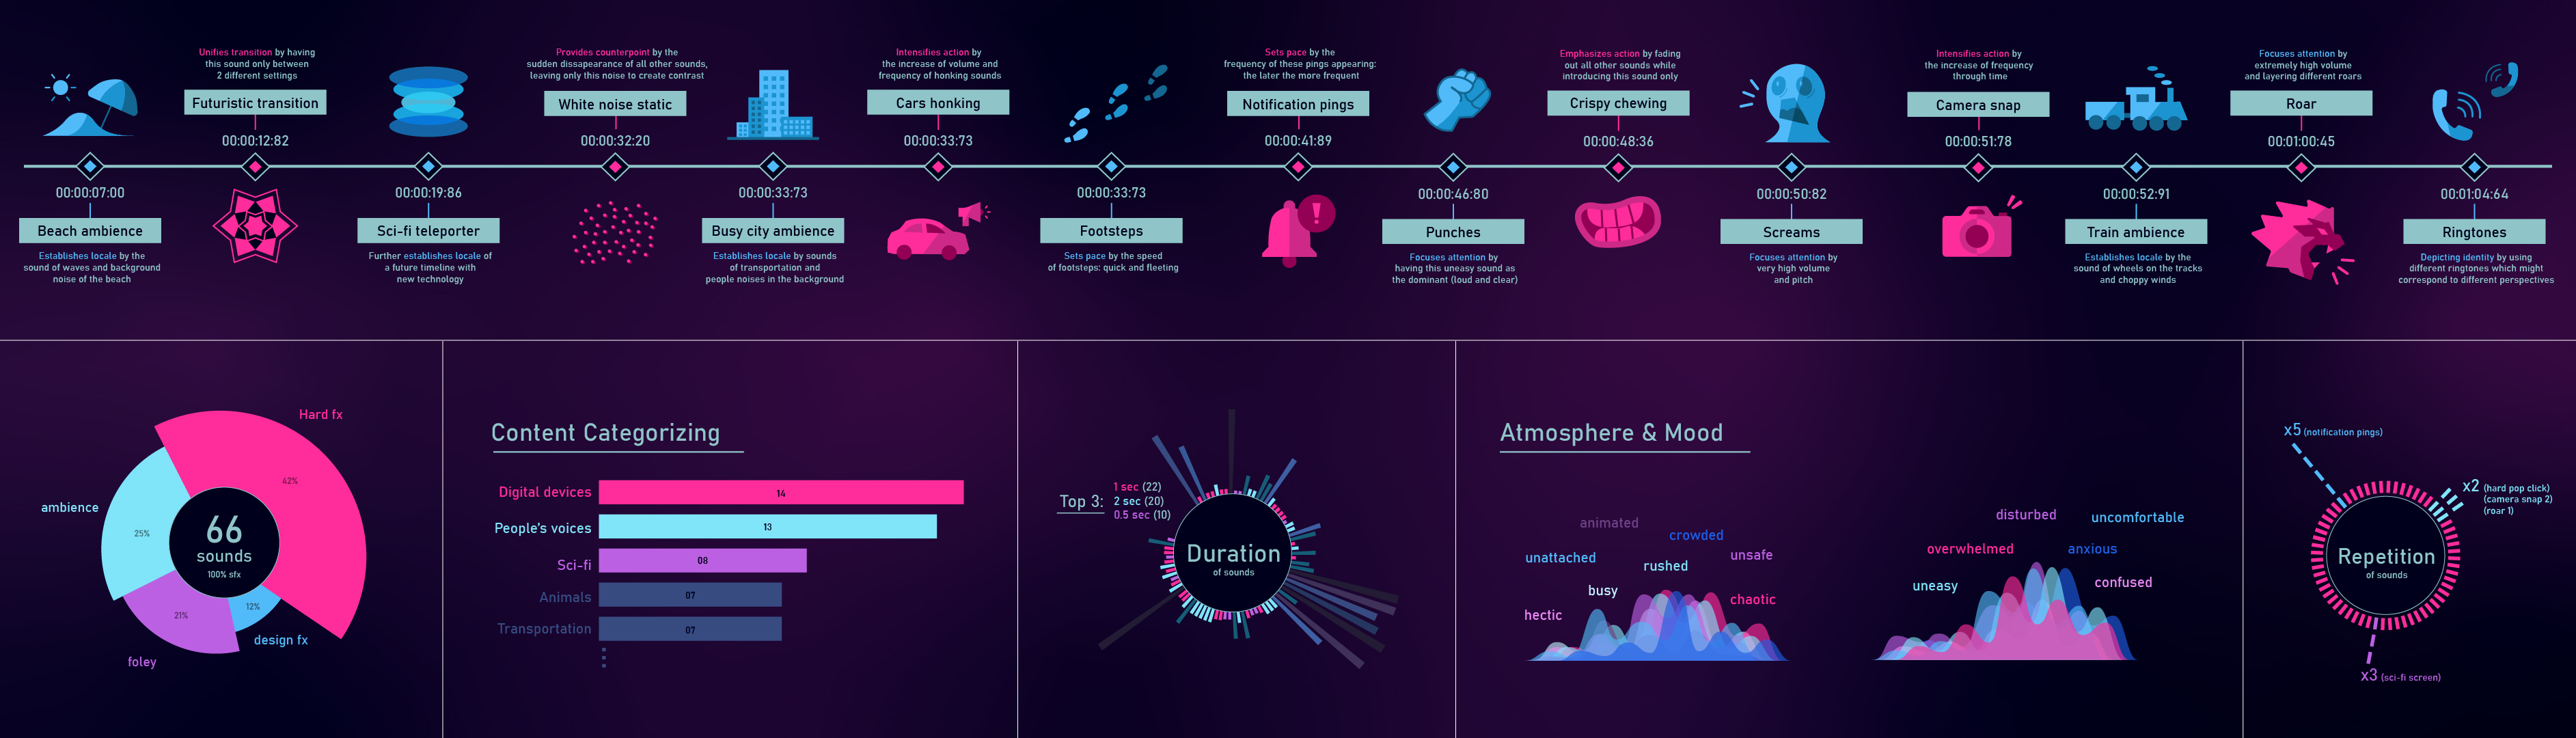 Unifies transition by having
this sound only between
2 different settings
Futuristic transition
00:00:12:82
Provides counterpoint by the
sudden dissapearance of all other sounds,
leaving only this noise to create contrast
White noise static
00:00:32:20
Intensifies action by
the increase of volume and
frequency of honking sounds
Cars honking
00:00:33:73
Sets pace by the
frequency of these pings appearing:
the later the more frequent
Notification pings
00:00:41:89
Emphasizes action by fading
out all other sounds while
introducing this sound only
Crispy chewing
00:00:48:36
Intensifies action by
the increase of frequency
through time
Camera snap
00:00:51:78
Focuses attention by
extremely high volume
and layering different roars
Roar
00:01:00:45
00:00:07:00
Beach ambience
Establishes locale by the
sound of waves and background
noise of the beach
00:00:19:86
Sci-fi teleporter
Further establishes locale of
a future timeline with
new technology
00:00:33:73
Busy city ambience
Establishes locale by sounds
of transportation and
people noises in the background
00:00:33:73
Footsteps
Sets pace by the speed
of footsteps: quick and fleeting
!
00:00:46:80
Punches
Focuses attention by
having this uneasy sound as
the dominant (loud and clear)
00:00:50:82
Screams
Focuses attention by
very high volume
and pitch
00:00:52:91
Train ambience
Establishes locale by the
sound of wheels on the tracks
and choppy winds
00:01:04:64
Ringtones
Depicting identity by using
different ringtones which might
correspond to different perspectives
Hard fx
42%
ambience
25%
66
sounds
100% sfx
21%
12%
design fx
foley
Content Categorizing
Digital devices
14
People's voices
13
Sci-fi
08
Animals
07
Transportation
07
Top 3:
1 sec (22)
2 sec (20)
0.5 sec (10)
Duration
of sounds
Atmosphere & Mood
animated
crowded
unattached
unsafe
rushed
busy
chaotic
hectic
disturbed
uncomfortable
overwhelmed
anxious
uneasy
confused
x5 (notification pings)
x2 (hard pop click)
(camera snap 2)
(roar 1)
Repetition
of sounds
x3 (sci-fi screen)